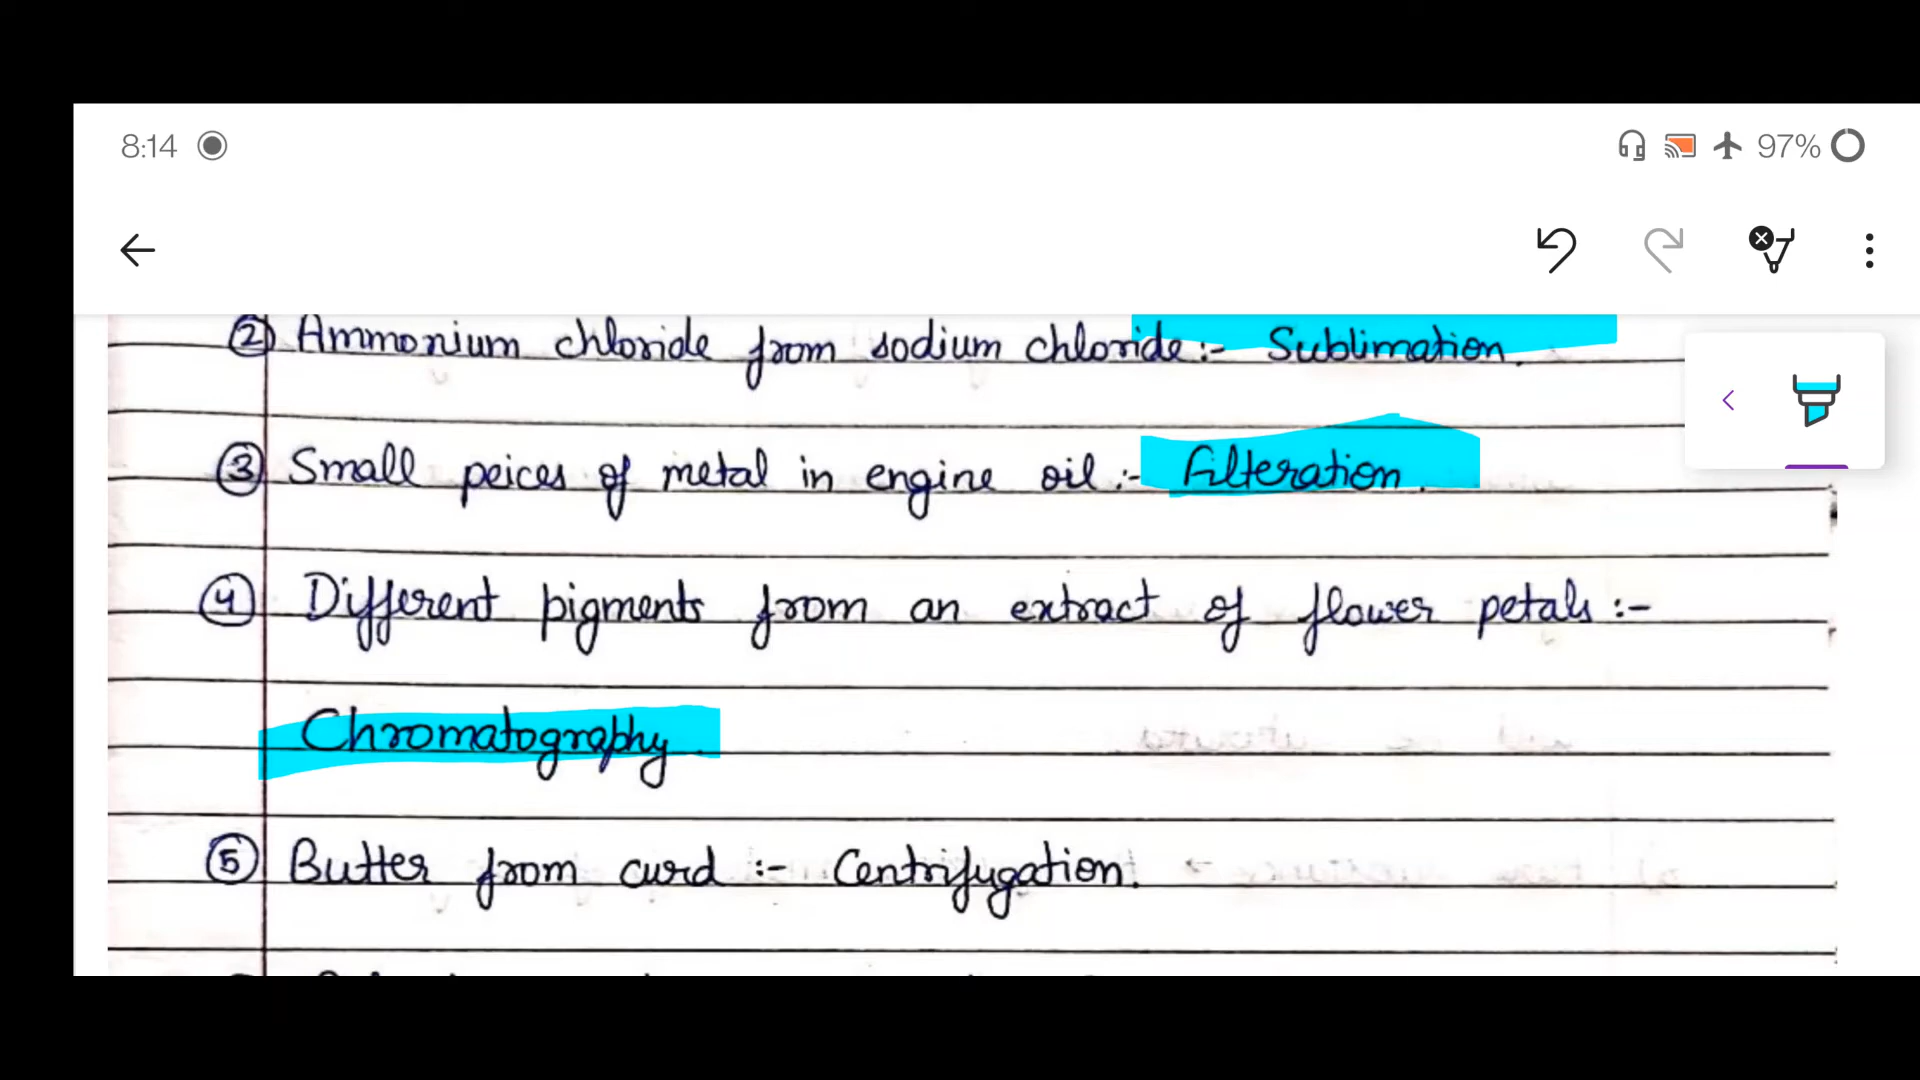 8:14
97%
② Ammonium chloride from sodium chloride :- Sublimation.
③ Small peices of metal in engine oil :- Filteration.
④ Different pigments from an extract of flower petals :-
Chromatography.
⑤ Butter from curd :- Centrifugation.